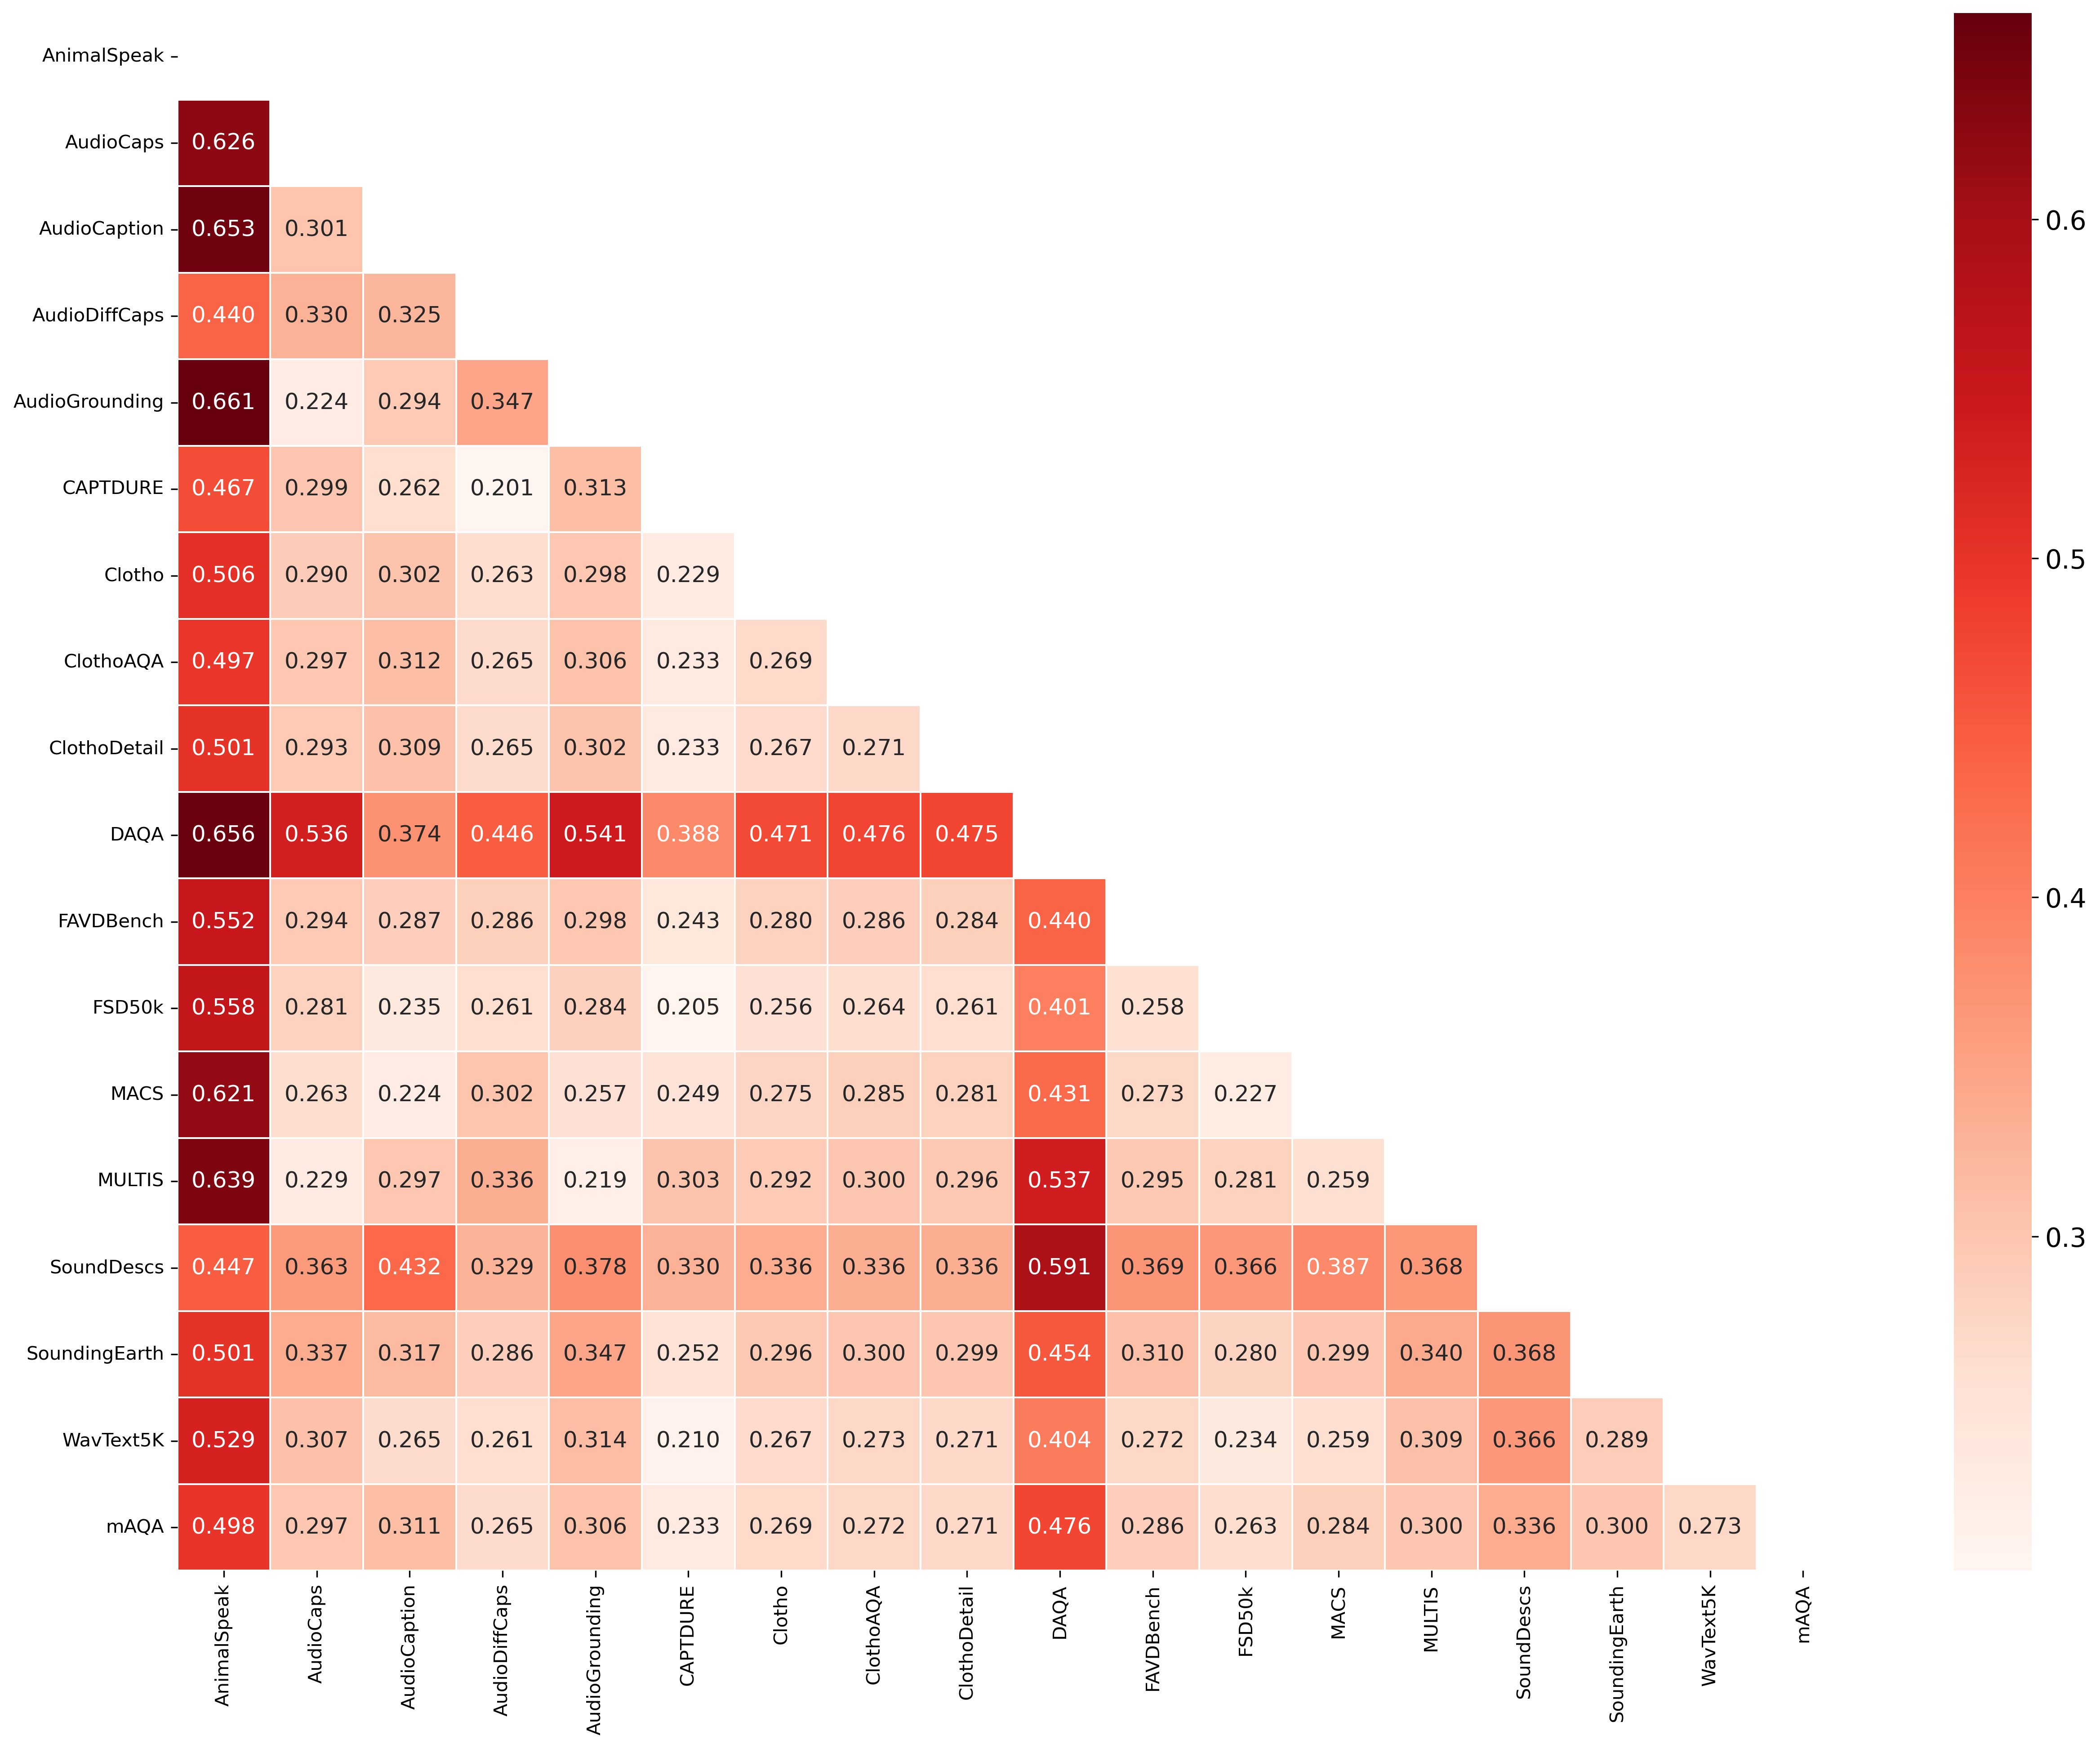 AnimalSpeak
AudioCaps 0.626
AudioCaption 0.653 0.301
AudioDiffCaps 0.440 0.330 0.325
AudioGrounding 0.661 0.224 0.294 0.347
CAPTDURE 0.467 0.299 0.262 0.201 0.313
Clotho 0.506 0.290 0.302 0.263 0.298 0.229
ClothoAQA 0.497 0.297 0.312 0.265 0.306 0.233 0.269
ClothoDetail 0.501 0.293 0.309 0.265 0.302 0.233 0.267 0.271
DAQA 0.656 0.536 0.374 0.446 0.541 0.388 0.471 0.476 0.475
FAVDBench 0.552 0.294 0.287 0.286 0.298 0.243 0.280 0.286 0.284 0.440
FSD50k 0.558 0.281 0.235 0.261 0.284 0.205 0.256 0.264 0.261 0.401 0.258
MACS 0.621 0.263 0.224 0.302 0.257 0.249 0.275 0.285 0.281 0.431 0.273 0.227
MULTIS 0.639 0.229 0.297 0.336 0.219 0.303 0.292 0.300 0.296 0.537 0.295 0.281 0.259
SoundDescs 0.447 0.363 0.432 0.329 0.378 0.330 0.336 0.336 0.336 0.591 0.369 0.366 0.387 0.368
SoundingEarth 0.501 0.337 0.317 0.286 0.347 0.252 0.296 0.300 0.299 0.454 0.310 0.280 0.299 0.340 0.368
WavText5K 0.529 0.307 0.265 0.261 0.314 0.210 0.267 0.273 0.271 0.404 0.272 0.234 0.259 0.309 0.366 0.289
mAQA 0.498 0.297 0.311 0.265 0.306 0.233 0.269 0.272 0.271 0.476 0.286 0.263 0.284 0.300 0.336 0.300 0.273
AnimalSpeak
AudioCaps
AudioCaption
AudioDiffCaps
AudioGrounding
CAPTDURE
Clotho
ClothoAQA
ClothoDetail
DAQA
FAVDBench
FSD50k
MACS
MULTIS
SoundDescs
SoundingEarth
WavText5K
mAQA
0.6
0.5
0.4
0.3